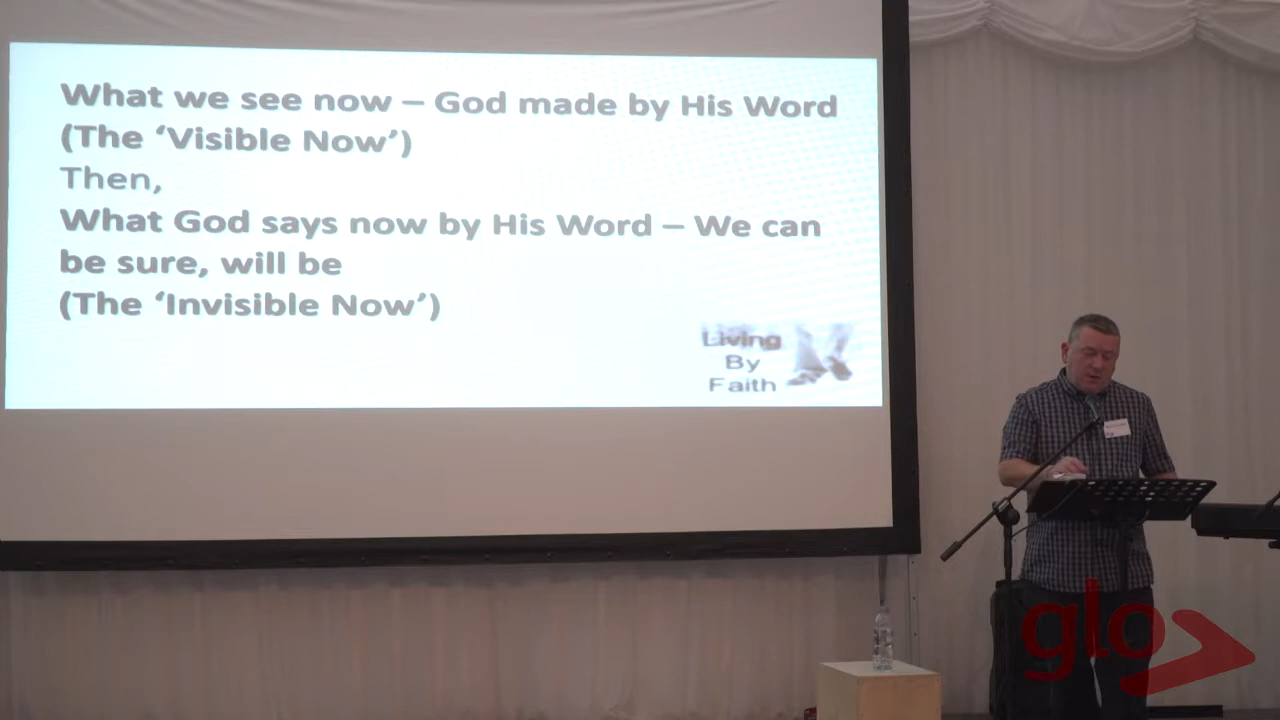 What we see now – God made by His Word
(The ‘Visible Now’)
Then,
What God says now by His Word – We can
be sure, will be
(The ‘Invisible Now’)
Living
By
Faith
glo